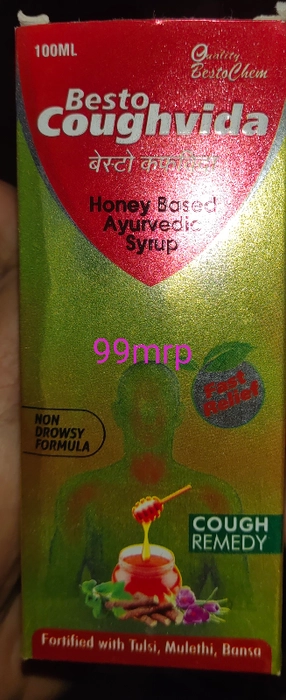 100ML
Quality
BestoChem
Besto
Coughvida
बेस्टो
Honey Based
Ayurvedic
Syrup
99mrp
Fast
Relief
NON
DROWSY
FORMULA
COUGH
REMEDY
Fortified with Tulsi, Mulethi, Bansa